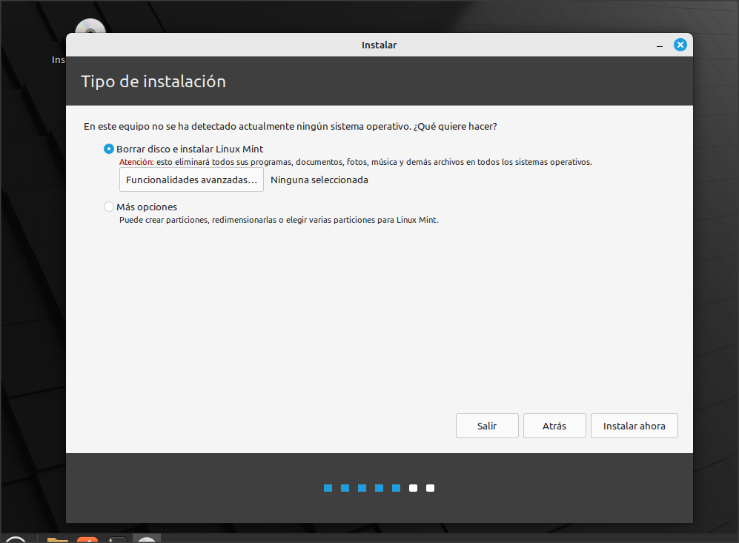 Ins
Instalar
Tipo de instalación
En este equipo no se ha detectado actualmente ningún sistema operativo. ¿Qué quiere hacer?
Borrar disco e instalar Linux Mint
Atención: esto eliminará todos sus programas, documentos, fotos, música y demás archivos en todos los sistemas operativos.
Funcionalidades avanzadas... Ninguna seleccionada
Más opciones
Puede crear particiones, redimensionarlas o elegir varias particiones para Linux Mint.
Salir Atrás Instalar ahora